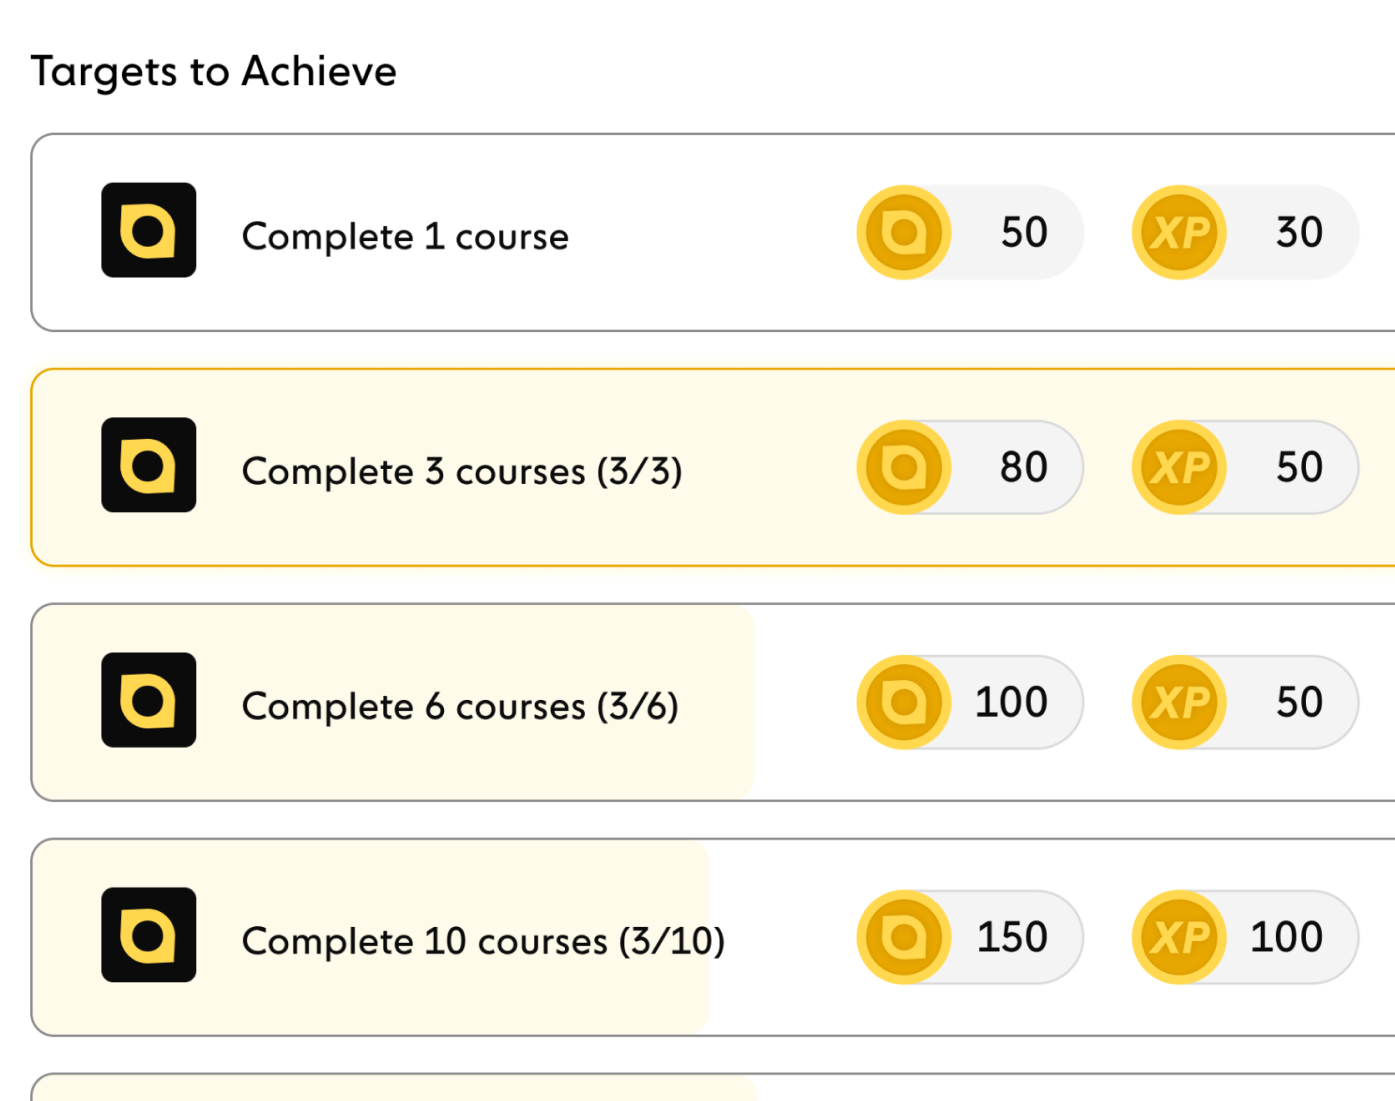 Targets to Achieve
Complete 1 course 50 XP 30
Complete 3 courses (3/3) 80 XP 50
Complete 6 courses (3/6) 100 XP 50
Complete 10 courses (3/10) 150 XP 100